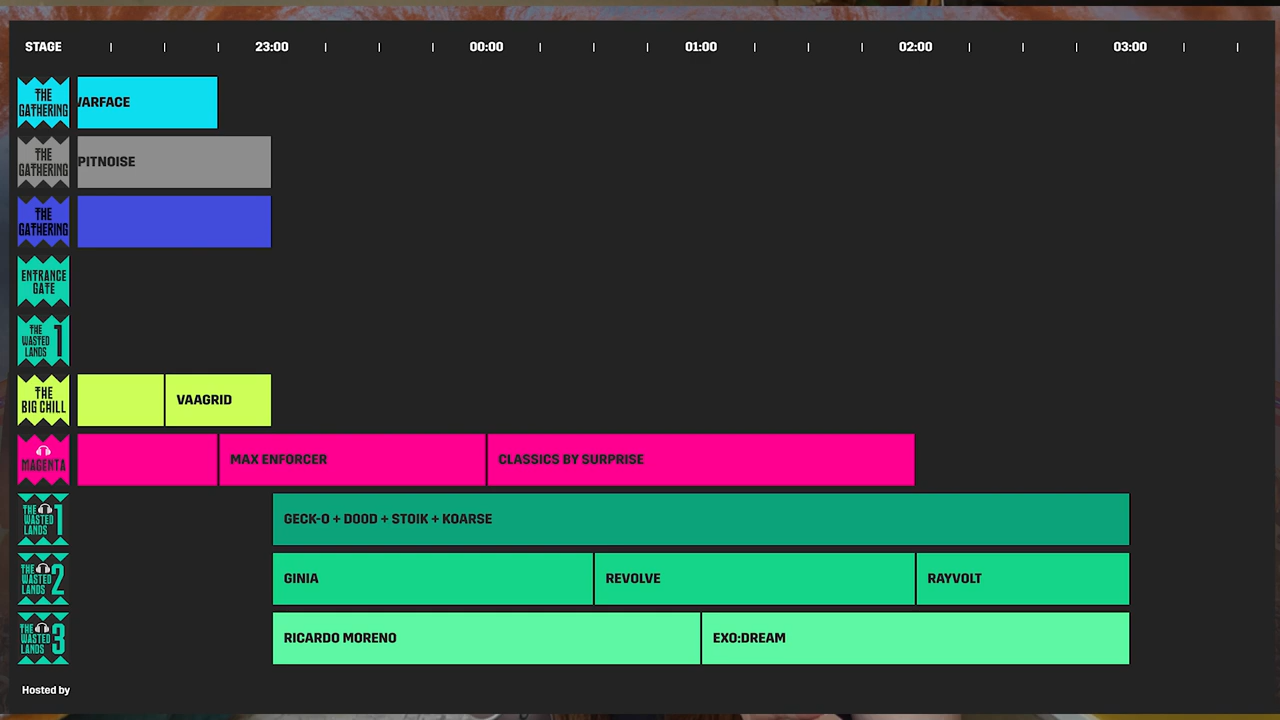 STAGE 23:00 00:00 01:00 02:00 03:00
THE
GATHERING
WARFACE
THE
GATHERING
PITNOISE
THE
GATHERING
ENTRANCE
GATE
THE
WASTED
LANDS 1
THE
BIG CHILL
VAAGRID
MAGENTA
MAX ENFORCER
CLASSICS BY SURPRISE
THE
WASTED
LANDS 1
GECK-O + DOOD + STOIK + KOARSE
THE
WASTED
LANDS 2
GINIA
REVOLVE
RAYVOLT
THE
WASTED
LANDS 3
RICARDO MORENO
EXO:DREAM
Hosted by